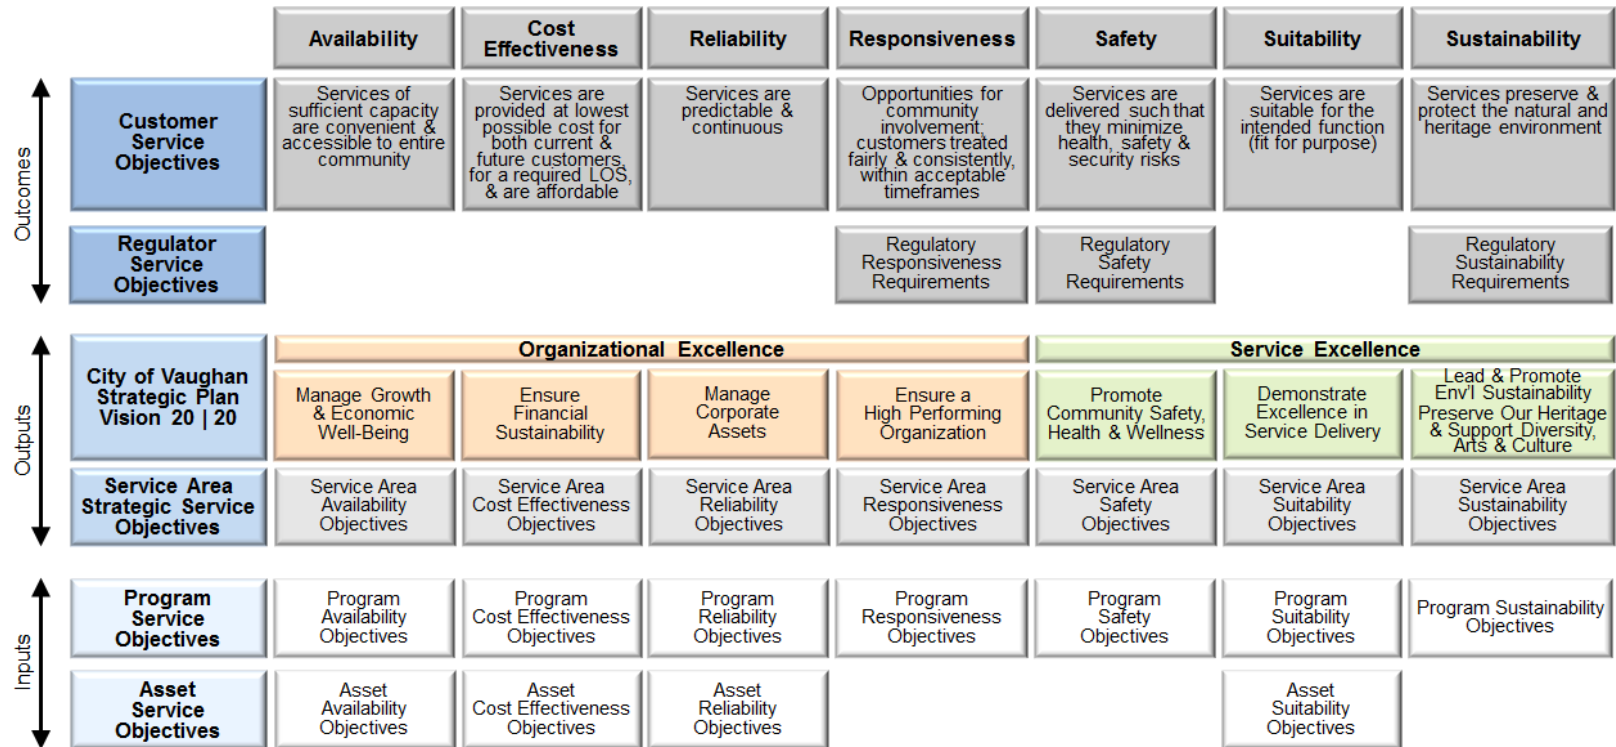 Availability
Cost
Effectiveness
Reliability
Responsiveness
Safety
Suitability
Sustainability
Outcomes
Customer
Service
Objectives
Services of
sufficient capacity
are convenient &
accessible to entire
community
Services are
provided at lowest
possible cost for
both current &
future customers,
for a required LOS,
& are affordable
Services are
predictable &
continuous
Opportunities for
community
involvement;
customers treated
fairly & consistently,
within acceptable
timeframes
Services are
delivered such that
they minimize
health, safety &
security risks
Services are
suitable for the
intended function
(fit for purpose)
Services preserve &
protect the natural and
heritage environment
Regulator
Service
Objectives
Regulatory
Responsiveness
Requirements
Regulatory
Safety
Requirements
Regulatory
Sustainability
Requirements
Outputs
City of Vaughan
Strategic Plan
Vision 20 | 20
Organizational Excellence
Service Excellence
Manage Growth
& Economic
Well-Being
Ensure
Financial
Sustainability
Manage
Corporate
Assets
Ensure a
High Performing
Organization
Promote
Community Safety,
Health & Wellness
Demonstrate
Excellence in
Service Delivery
Lead & Promote
Env'l Sustainability
Preserve Our Heritage
& Support Diversity,
Arts & Culture
Service Area
Strategic Service
Objectives
Service Area
Availability
Objectives
Service Area
Cost Effectiveness
Objectives
Service Area
Reliability
Objectives
Service Area
Responsiveness
Objectives
Service Area
Safety
Objectives
Service Area
Suitability
Objectives
Service Area
Sustainability
Objectives
Inputs
Program
Service
Objectives
Program
Availability
Objectives
Program
Cost Effectiveness
Objectives
Program
Reliability
Objectives
Program
Responsiveness
Objectives
Program
Safety
Objectives
Program
Suitability
Objectives
Program Sustainability
Objectives
Asset
Service
Objectives
Asset
Availability
Objectives
Asset
Cost Effectiveness
Objectives
Asset
Reliability
Objectives
Asset
Suitability
Objectives